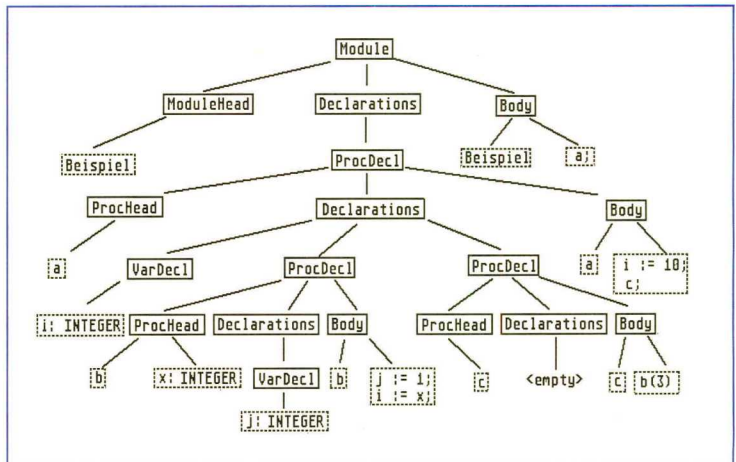 Module
ModuleHead
Declarations
Body
Beispiel
Beispiel
a;
ProcDecl
ProcHead
Declarations
Body
a
VarDecl
ProcDecl
ProcDecl
a
i := 10;
c;
i: INTEGER
ProcHead
Declarations
Body
ProcHead
Declarations
Body
b
x: INTEGER
VarDecl
b
j := 1;
i := x;
c
<empty>
c
b(3)
j: INTEGER